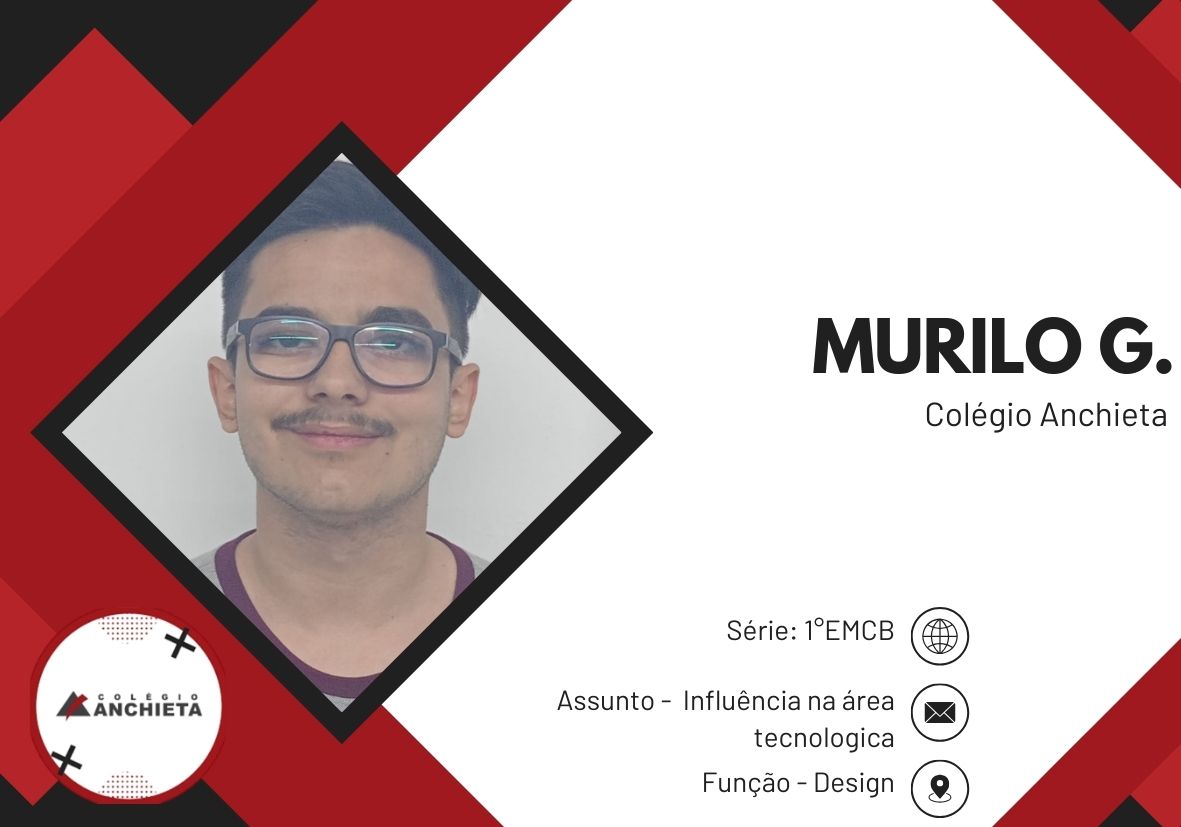 MURILO G.
Colégio Anchieta
Série: 1°EMCB
Assunto - Influência na área
tecnologica
Função - Design
COLÉGIO
ANCHIETA